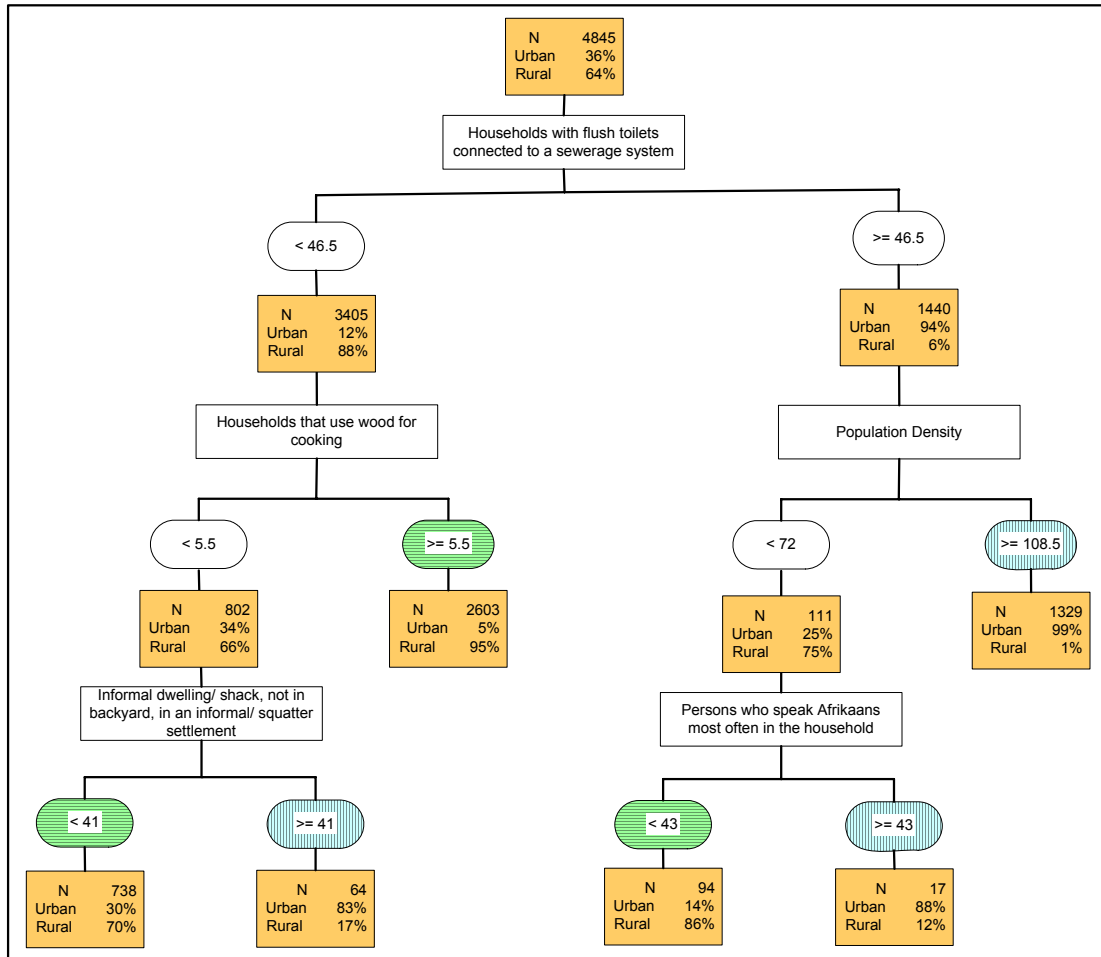 N 4845
Urban 36%
Rural 64%
Households with flush toilets
connected to a sewerage system
< 46.5
>= 46.5
N 3405
Urban 12%
Rural 88%
N 1440
Urban 94%
Rural 6%
Households that use wood for
cooking
Population Density
< 5.5
>= 5.5
< 72
>= 108.5
N 802
Urban 34%
Rural 66%
N 2603
Urban 5%
Rural 95%
N 111
Urban 25%
Rural 75%
N 1329
Urban 99%
Rural 1%
Informal dwelling/ shack, not in
backyard, in an informal/ squatter
settlement
Persons who speak Afrikaans
most often in the household
< 41
>= 41
< 43
>= 43
N 738
Urban 30%
Rural 70%
N 64
Urban 83%
Rural 17%
N 94
Urban 14%
Rural 86%
N 17
Urban 88%
Rural 12%